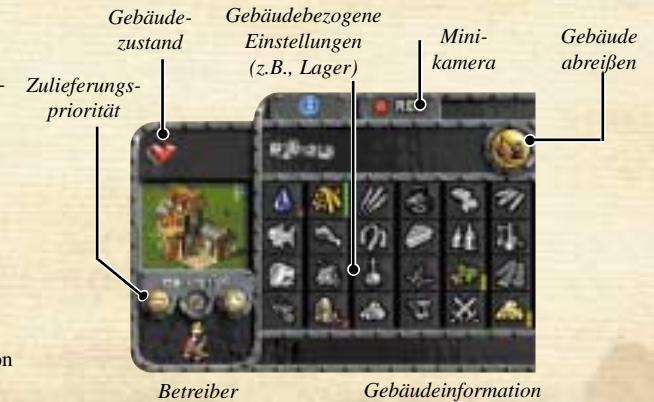 Gebäude-
zustand
Gebäudebezogene
Einstellungen
(z.B., Lager)
Mini-
kamera
Gebäude
abreißen
Zulieferungs-
priorität
Betreiber
Gebäudeinformation